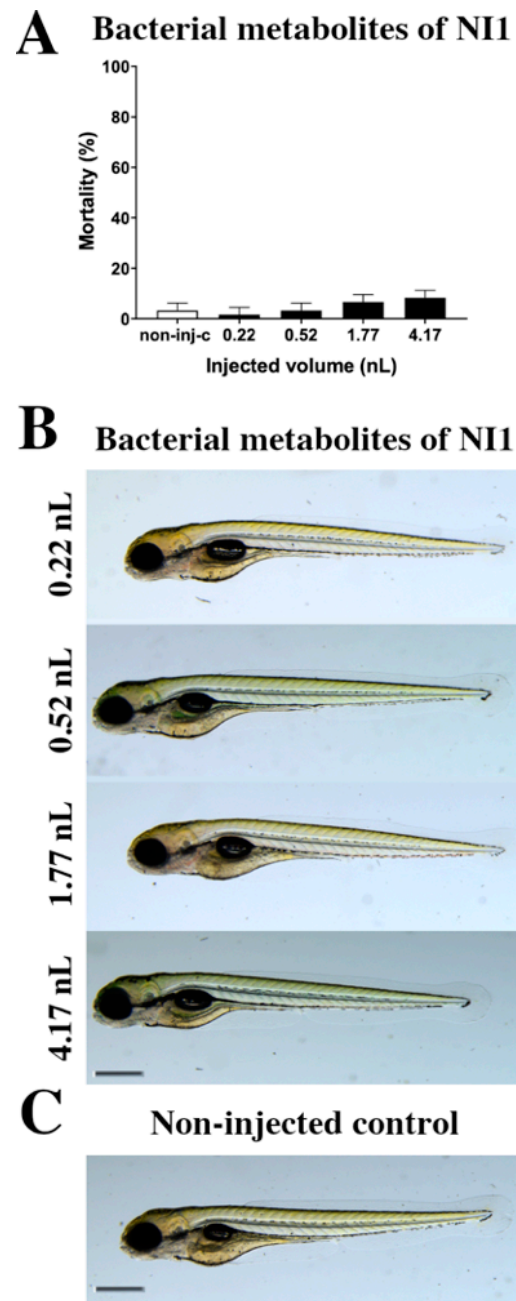 A Bacterial metabolites of NI1
Mortality (%)
100
80
60
40
20
0
non-inj-c 0.22 0.52 1.77 4.17
Injected volume (nL)
B Bacterial metabolites of NI1
0.22 nL
0.52 nL
1.77 nL
4.17 nL
C Non-injected control